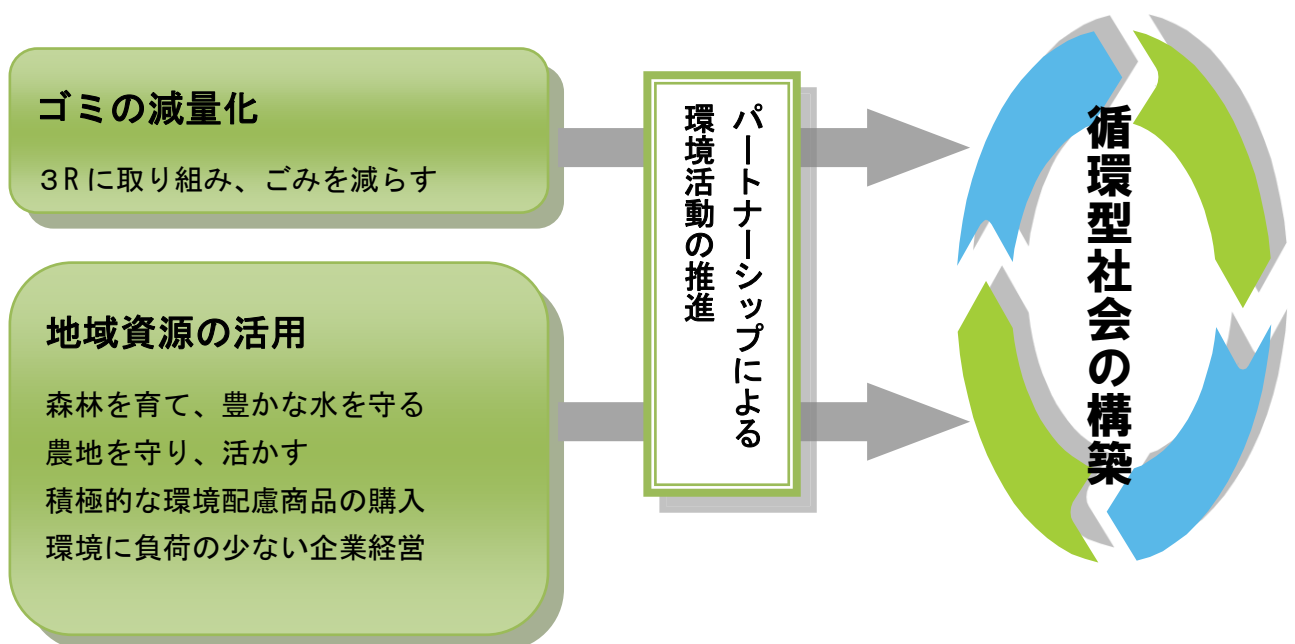 ゴミの減量化
3Rに取り組み、ごみを減らす
地域資源の活用
森林を育て、豊かな水を守る
農地を守り、活かす
積極的な環境配慮商品の購入
環境に負荷の少ない企業経営
パートナーシップによる
環境活動の推進
循環型社会の構築